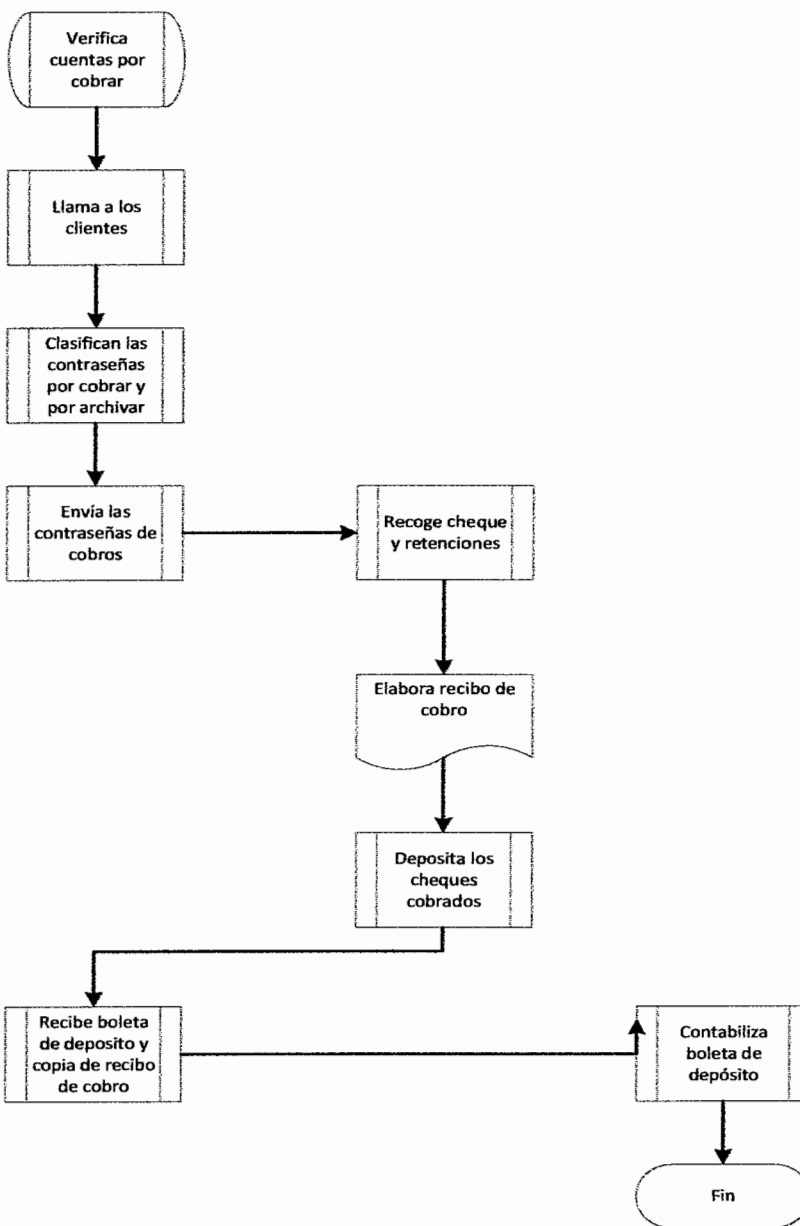 Verifica
cuentas por
cobrar
Llama a los
clientes
Clasifican las
contraseñas
por cobrar y
por archivar
Envía las
contraseñas de
cobros
Recoge cheque
y retenciones
Elabora recibo de
cobro
Deposita los
cheques
cobrados
Recibe boleta
de deposito y
copia de recibo
de cobro
Contabiliza
boleta de
depósito
Fin